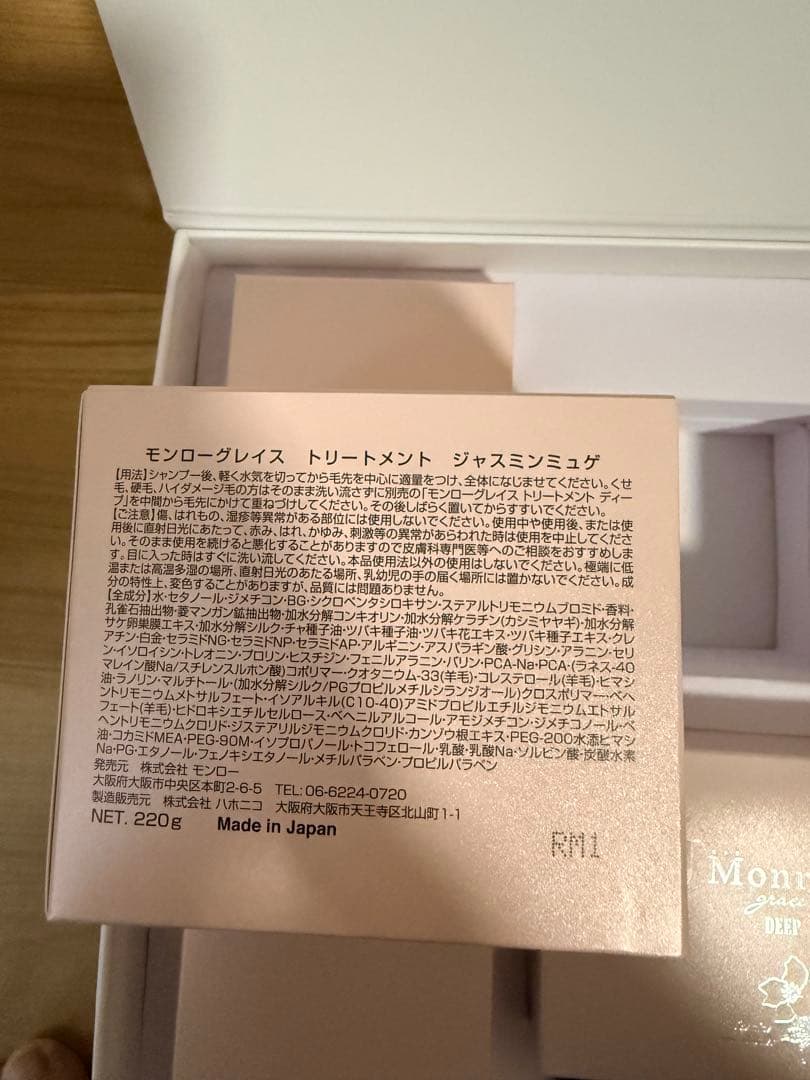 モンローグレイス　トリートメント　ジャスミンミュゲ
【用法】シャンプー後、軽く水気を切ってから毛先を中心に適量をつけ、全体になじませてください。くせ
毛、硬毛、ハイダメージ毛の方はそのまま洗い流さずに別売の「モンローグレイス トリートメント ディー
プ」を中間から毛先にかけて重ねづけしてください。その後しばらく置いてからすすいでください。
【ご注意】傷、はれもの、湿疹等異常がある部位には使用しないでください。使用中や使用後、または使
用後に直射日光にあたって、赤み、はれ、かゆみ、刺激等の異常があらわれた時は使用を中止してくださ
い。そのまま使用を続けると悪化することがありますので皮膚科専門医等へのご相談をおすすめしま
す。目に入った時はすぐに洗い流してください。本品使用法以外の使用はしないでください。極端に低
温または高温多湿の場所、直射日光のあたる場所、乳幼児の手の届く場所には置かないでください。成
分の特性上、変色することがありますが、品質には問題ありません。
【全成分】水・セタノール・ジメチコン・BG・シクロペンタシロキサン・ステアルトリモニウムブロミド・香料・
孔雀石抽出物・菱マンガン鉱抽出物・加水分解コンキオリン・加水分解ケラチン(カシミヤヤギ)・加水分解
サケ卵巣膜エキス・加水分解シルク・チャ種子油・ツバキ種子油・ツバキ花エキス・ツバキ種子エキス・クレ
アチン・白金・セラミドNG・セラミドNP・セラミドAP・アルギニン・アスパラギン酸・グリシン・アラニン・セリ
ン・イソロイシン・トレオニン・プロリン・ヒスチジン・フェニルアラニン・バリン・PCA-Na・PCA・(ラネス-40
マレイン酸Na/スチレンスルホン酸)コポリマー・クオタニウム-33(羊毛)・コレステロール(羊毛)・ヒマシ
油・ラノリン・マルチトール・(加水分解シルク/PGプロピルメチルシランジオール)クロスポリマー・ベヘ
ントリモニウムメトサルフェート・イソアルキル(C10-40)アミドプロピルエチルジモニウムエトサル
フェート(羊毛)・ヒドロキシエチルセルロース・ベヘニルアルコール・アモジメチコン・ジメチコノール・ベ
ヘントリモニウムクロリド・ジステアリルジモニウムクロリド・カンゾウ根エキス・PEG-200水添ヒマシ
油・コカミドMEA・PEG-90M・イソプロパノール・トコフェロール・乳酸・乳酸Na・ソルビン酸・炭酸水素
Na・PG・エタノール・フェノキシエタノール・メチルパラベン・プロピルパラベン
発売元　株式会社 モンロー
大阪府大阪市中央区本町2-6-5　TEL:06-6224-0720
製造販売元　株式会社 ハホニコ　大阪府大阪市天王寺区北山町1-1
NET. 220g　Made in Japan
RM1
grace
DEEP